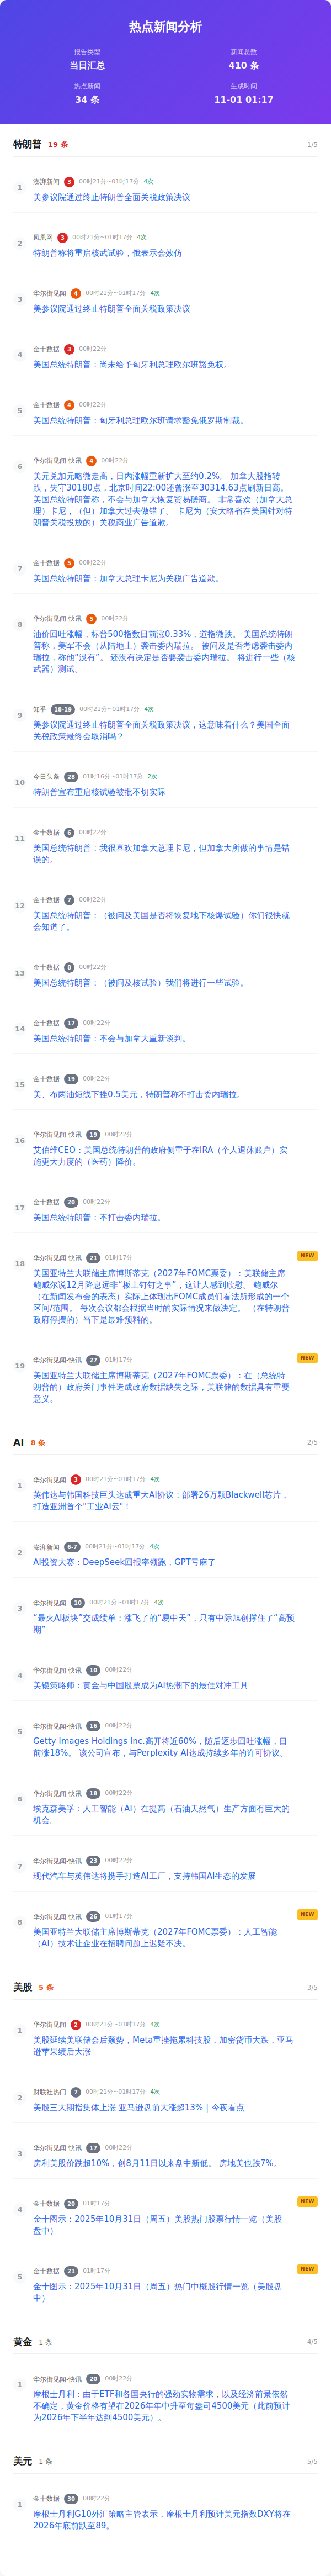 热点新闻分析
报告类型
新闻总数
当日汇总
410 条
热点新闻
生成时间
34 条
11-01 01:17
特朗普 19 条 1/5
1
澎湃新闻 3 00时21分~01时17分 4次
美参议院通过终止特朗普全面关税政策决议
2
凤凰网 3 00时21分~01时17分 4次
特朗普称将重启核武试验，俄表示会效仿
3
华尔街见闻 4 00时21分~01时17分 4次
美参议院通过终止特朗普全面关税政策决议
4
金十数据 3 00时22分
美国总统特朗普：尚未给予匈牙利总理欧尔班豁免权。
5
金十数据 4 00时22分
美国总统特朗普：匈牙利总理欧尔班请求豁免俄罗斯制裁。
6
华尔街见闻-快讯 4 00时22分
美元兑加元略微走高，日内涨幅重新扩大至约0.2%。 加拿大股指转
跌，失守30180点，北京时间22:00还曾涨至30314.63点刷新日高。
美国总统特朗普称，不会与加拿大恢复贸易磋商。 非常喜欢（加拿大总
理）卡尼，（但）加拿大过去做错了。 卡尼为（安大略省在美国针对特
朗普关税投放的）关税商业广告道歉。
7
金十数据 5 00时22分
美国总统特朗普：加拿大总理卡尼为关税广告道歉。
8
华尔街见闻-快讯 5 00时22分
油价回吐涨幅，标普500指数目前涨0.33%，道指微跌。 美国总统特朗
普称，美军不会（从陆地上）袭击委内瑞拉。 被问及是否考虑袭击委内
瑞拉，称他“没有”。 还没有决定是否要袭击委内瑞拉。 将进行一些（核
武器）测试。
9
知乎 18-19 00时21分~01时17分 4次
美参议院通过终止特朗普全面关税政策决议，这意味着什么？美国全面
关税政策最终会取消吗？
10
今日头条 28 01时16分~01时17分 2次
特朗普宣布重启核试验被批不切实际
11
金十数据 6 00时22分
美国总统特朗普：我很喜欢加拿大总理卡尼，但加拿大所做的事情是错
误的。
12
金十数据 7 00时22分
美国总统特朗普：（被问及美国是否将恢复地下核爆试验）你们很快就
会知道了。
13
金十数据 8 00时22分
美国总统特朗普：（被问及核试验）我们将进行一些试验。
14
金十数据 17 00时22分
美国总统特朗普：不会与加拿大重新谈判。
15
金十数据 19 00时22分
美、布两油短线下挫0.5美元，特朗普称不打击委内瑞拉。
16
华尔街见闻-快讯 19 00时22分
艾伯维CEO：美国总统特朗普的政府侧重于在IRA（个人退休账户）实
施更大力度的（医药）降价。
17
金十数据 20 00时22分
美国总统特朗普：不打击委内瑞拉。
18
华尔街见闻-快讯 21 01时17分 NEW
美国亚特兰大联储主席博斯蒂克（2027年FOMC票委）：美联储主席
鲍威尔说12月降息远非“板上钉钉之事”，这让人感到欣慰。 鲍威尔
（在新闻发布会的表态）实际上体现出FOMC成员们看法所形成的一个
区间/范围。 每次会议都会根据当时的实际情况来做决定。 （在特朗普
政府停摆的）当下是最难预料的。
19
华尔街见闻-快讯 27 01时17分 NEW
美国亚特兰大联储主席博斯蒂克（2027年FOMC票委）：在（总统特
朗普的）政府关门事件造成政府数据缺失之际，美联储的数据具有重要
意义。
AI 8 条 2/5
1
华尔街见闻 3 00时21分~01时17分 4次
英伟达与韩国科技巨头达成重大AI协议：部署26万颗Blackwell芯片，
打造亚洲首个"工业AI云"！
2
澎湃新闻 6-7 00时21分~01时17分 4次
AI投资大赛：DeepSeek回报率领跑，GPT亏麻了
3
华尔街见闻 10 00时21分~01时17分 4次
“最火AI板块”交成绩单：涨飞了的“易中天”，只有中际旭创撑住了“高预
期”
4
华尔街见闻-快讯 10 00时22分
美银策略师：黄金与中国股票成为AI热潮下的最佳对冲工具
5
华尔街见闻-快讯 16 00时22分
Getty Images Holdings Inc.高开将近60%，随后逐步回吐涨幅，目
前涨18%。 该公司宣布，与Perplexity AI达成持续多年的许可协议。
6
华尔街见闻-快讯 18 00时22分
埃克森美孚：人工智能（AI）在提高（石油天然气）生产方面有巨大的
机会。
7
华尔街见闻-快讯 23 00时22分
现代汽车与英伟达将携手打造AI工厂，支持韩国AI生态的发展
8
华尔街见闻-快讯 26 01时17分 NEW
美国亚特兰大联储主席博斯蒂克（2027年FOMC票委）：人工智能
（AI）技术让企业在招聘问题上迟疑不决。
美股 5 条 3/5
1
华尔街见闻 2 00时21分~01时17分 4次
美股延续美联储会后颓势，Meta重挫拖累科技股，加密货币大跌，亚马
逊苹果绩后大涨
2
财联社热门 7 00时21分~01时17分 4次
美股三大期指集体上涨 亚马逊盘前大涨超13% | 今夜看点
3
华尔街见闻-快讯 17 00时22分
房利美股价跌超10%，创8月11日以来盘中新低。 房地美也跌7%。
4
金十数据 20 01时17分 NEW
金十图示：2025年10月31日（周五）美股热门股票行情一览（美股
盘中）
5
金十数据 21 01时17分 NEW
金十图示：2025年10月31日（周五）热门中概股行情一览（美股盘
中）
黄金 1 条 4/5
1
华尔街见闻-快讯 20 00时22分
摩根士丹利：由于ETF和各国央行的强劲实物需求，以及经济前景依然
不确定，黄金价格有望在2026年年中升至每盎司4500美元（此前预计
为2026年下半年达到4500美元）。
美元 1 条 5/5
1
金十数据 30 00时22分
摩根士丹利G10外汇策略主管表示，摩根士丹利预计美元指数DXY将在
2026年底前跌至89。